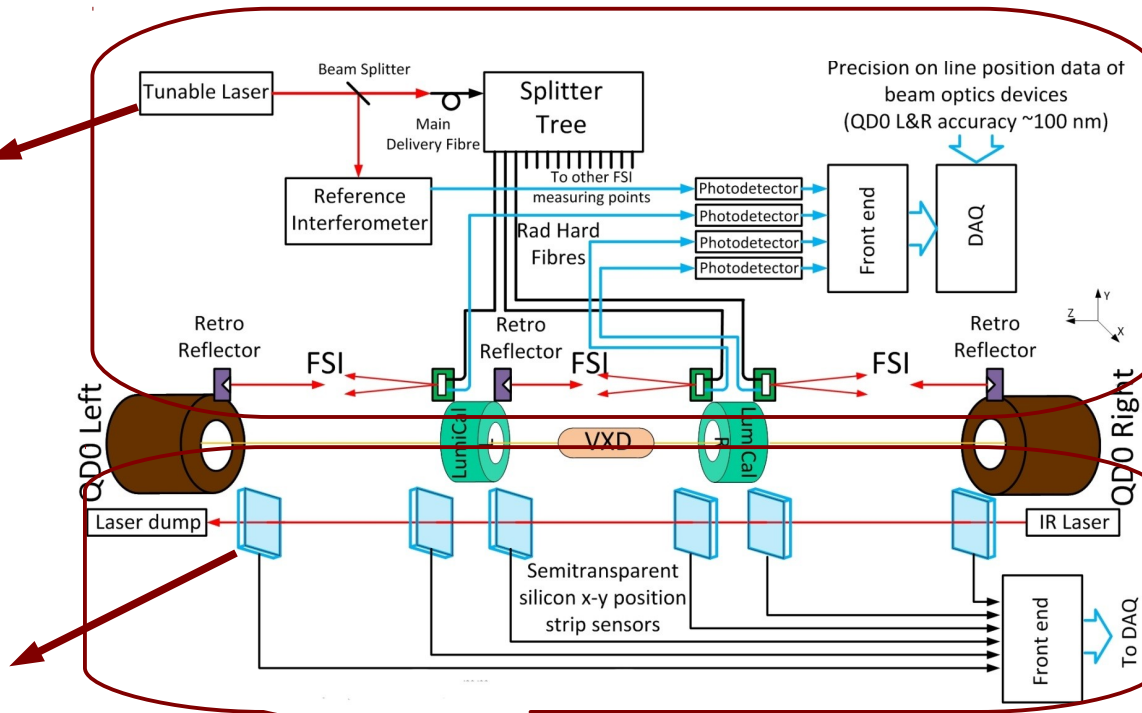 Beam Splitter
Tunable Laser
Main
Delivery Fibre
Splitter
Tree
Precision on line position data of
beam optics devices
(QD0 L&R accuracy ~100 nm)
To other FSI
measuring points
Reference
Interferometer
Rad Hard
Fibres
Photodetector
Photodetector
Photodetector
Photodetector
Front end
DAQ
Y
Z
X
Retro
Reflector
FSI
Retro
Reflector
FSI
FSI
Retro
Reflector
QD0 Left
LumiCal
L
VXD
R
LumiCal
QD0 Right
Laser dump
IR Laser
Semitransparent
silicon x-y position
strip sensors
Front end
To DAQ